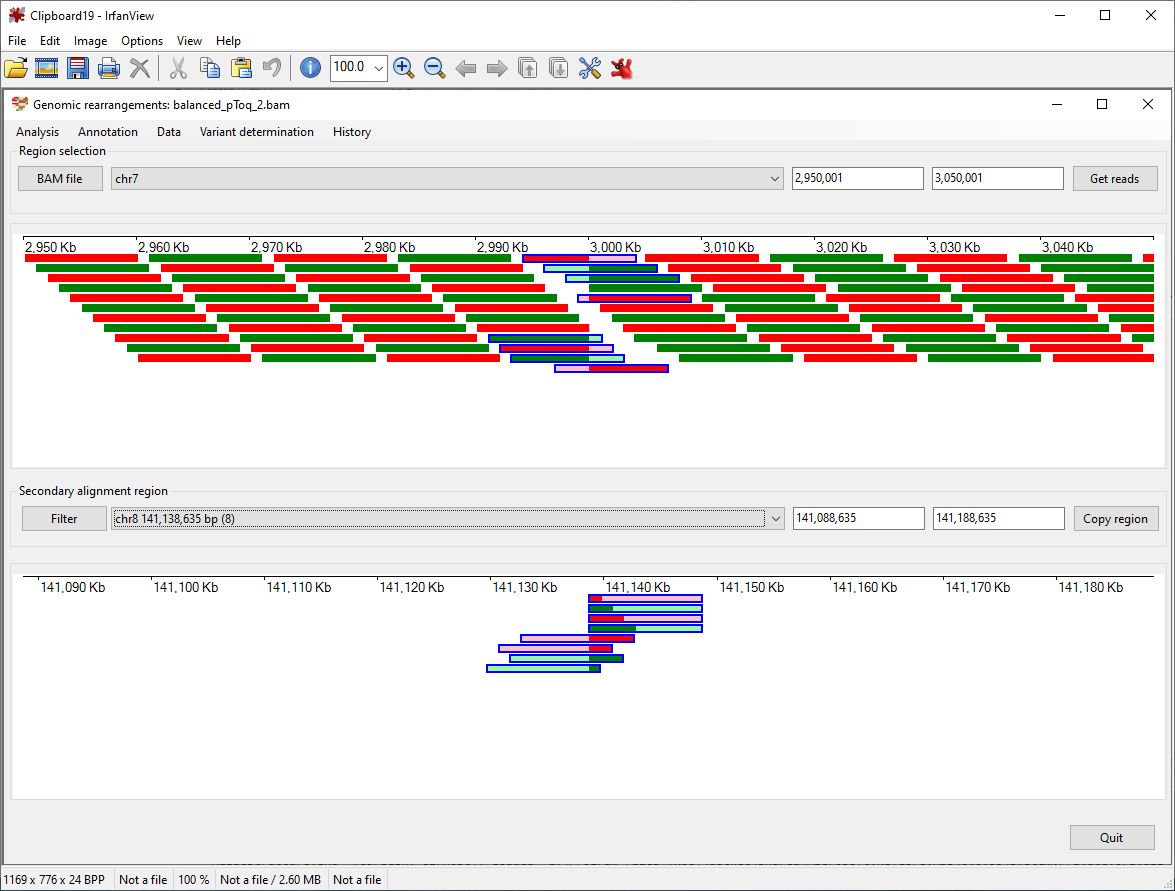 Clipboard19 - IrfanView
File Edit Image Options View Help
100.0
Genomic rearrangements: balanced_pToq_2.bam
Analysis Annotation Data Variant determination History
Region selection
BAM file chr7 2,950,001 3,050,001 Get reads
2,950 Kb 2,960 Kb 2,970 Kb 2,980 Kb 2,990 Kb 3,000 Kb 3,010 Kb 3,020 Kb 3,030 Kb 3,040 Kb
Secondary alignment region
Filter chr8 141,138,635 bp (8) 141,088,635 141,188,635 Copy region
141,090 Kb 141,100 Kb 141,110 Kb 141,120 Kb 141,130 Kb 141,140 Kb 141,150 Kb 141,160 Kb 141,170 Kb 141,180 Kb
Quit
1169 x 776 x 24 BPP Not a file 100 % Not a file / 2.60 MB Not a file